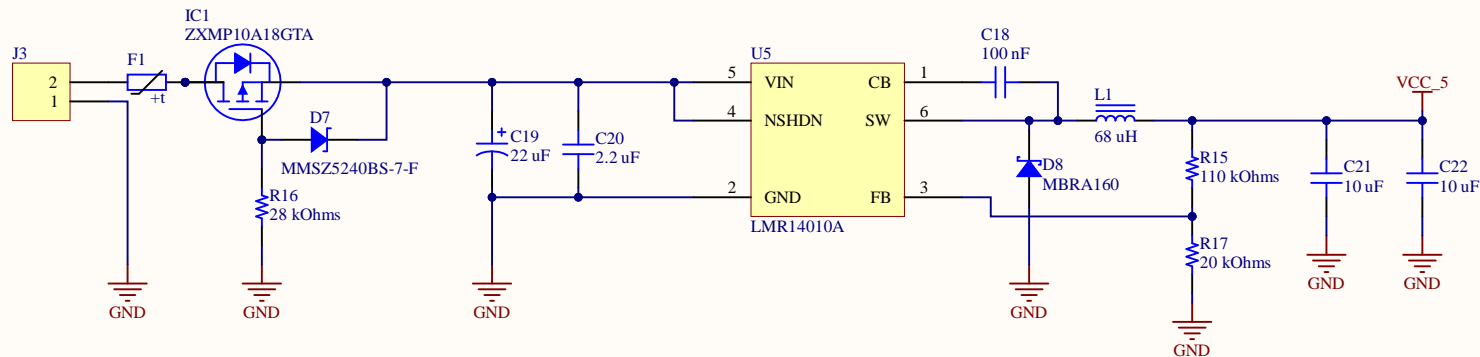 IC1
ZXMP10A18GTA
J3
F1
2
1
+t
D7
MMSZ5240BS-7-F
R16
28 kOhms
C19
22 uF
+
C20
2.2 uF
U5
5
VIN
CB
1
4
NSHDN
SW
6
2
GND
FB
3
LMR14010A
C18
100 nF
L1
68 uH
D8
MBRA160
R15
110 kOhms
R17
20 kOhms
VCC_5
C21
10 uF
C22
10 uF
GND
GND
GND
GND
GND
GND
GND